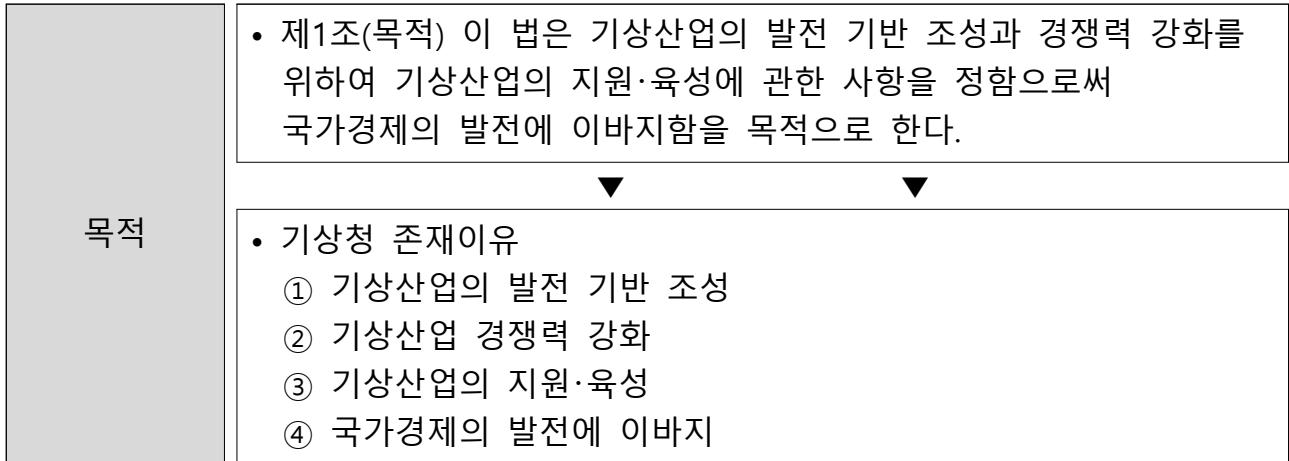 목적
• 제1조(목적) 이 법은 기상산업의 발전 기반 조성과 경쟁력 강화를
위하여 기상산업의 지원·육성에 관한 사항을 정함으로써
국가경제의 발전에 이바지함을 목적으로 한다.
▼ ▼
• 기상청 존재이유
① 기상산업의 발전 기반 조성
② 기상산업 경쟁력 강화
③ 기상산업의 지원·육성
④ 국가경제의 발전에 이바지